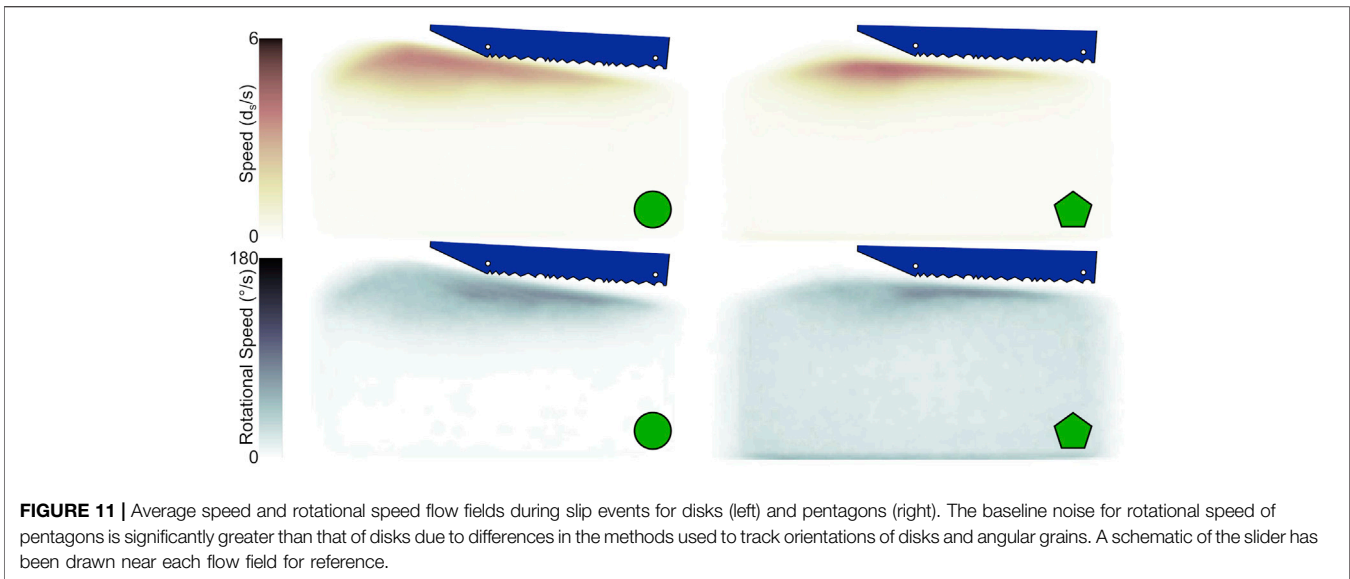 6
Speed (dₛ/s)
0
180
Rotational Speed (°/s)
0
FIGURE 11 | Average speed and rotational speed flow fields during slip events for disks (left) and pentagons (right). The baseline noise for rotational speed of
pentagons is significantly greater than that of disks due to differences in the methods used to track orientations of disks and angular grains. A schematic of the slider has
been drawn near each flow field for reference.